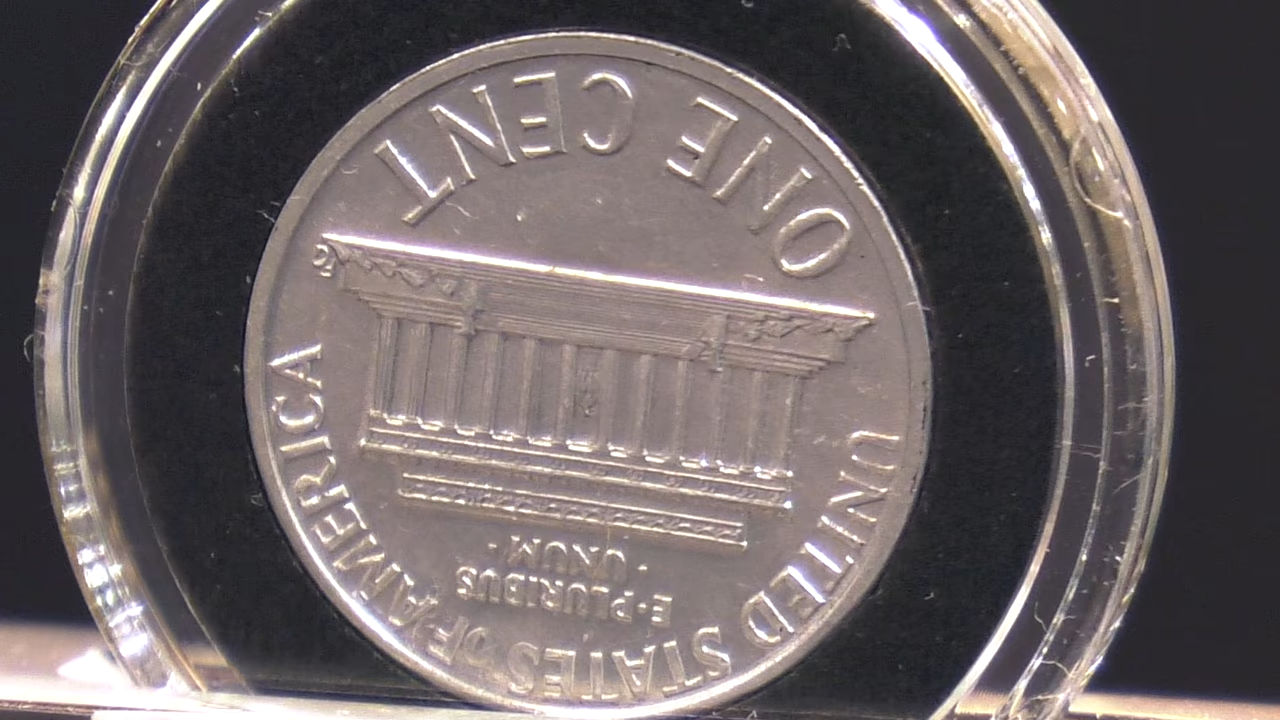 UNITED STATES OF AMERICA
E·PLURIBUS
·UNUM·
ONE CENT